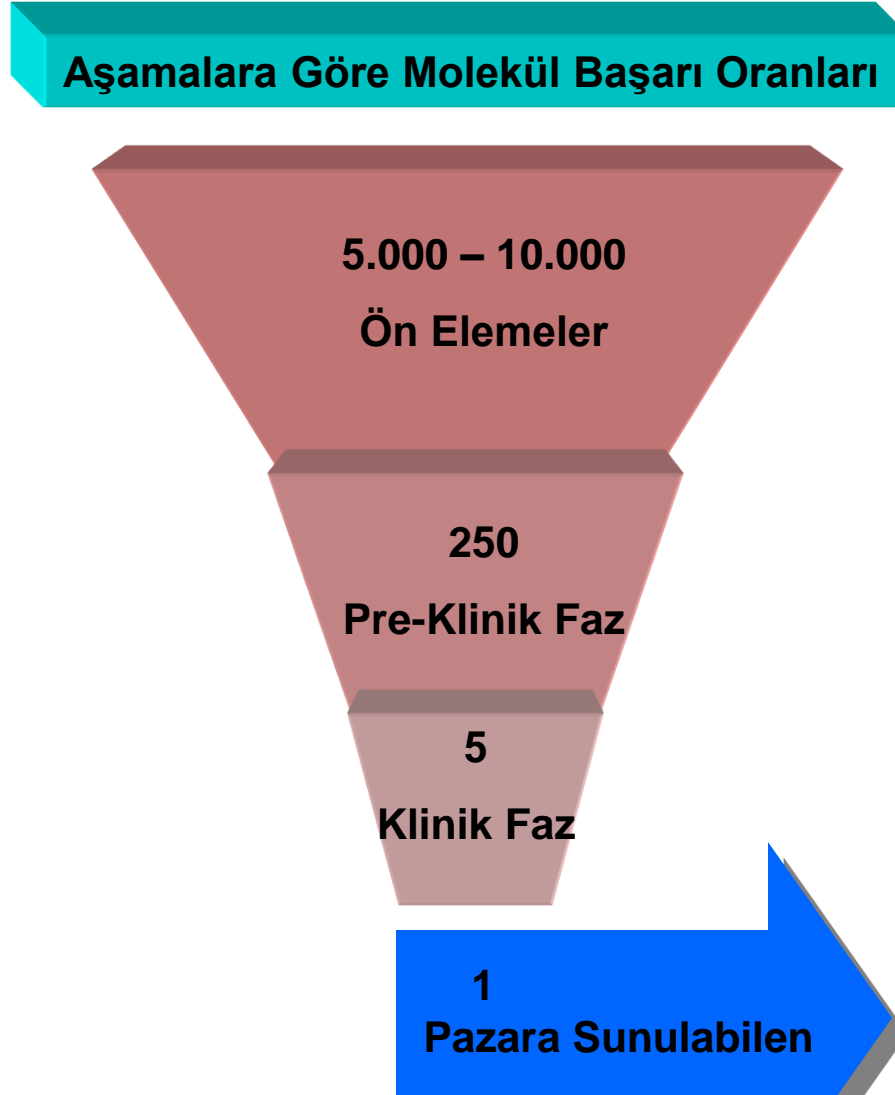 Aşamalara Göre Molekül Başarı Oranları
5.000 – 10.000
Ön Elemeler
250
Pre-Klinik Faz
5
Klinik Faz
1
Pazara Sunulabilen